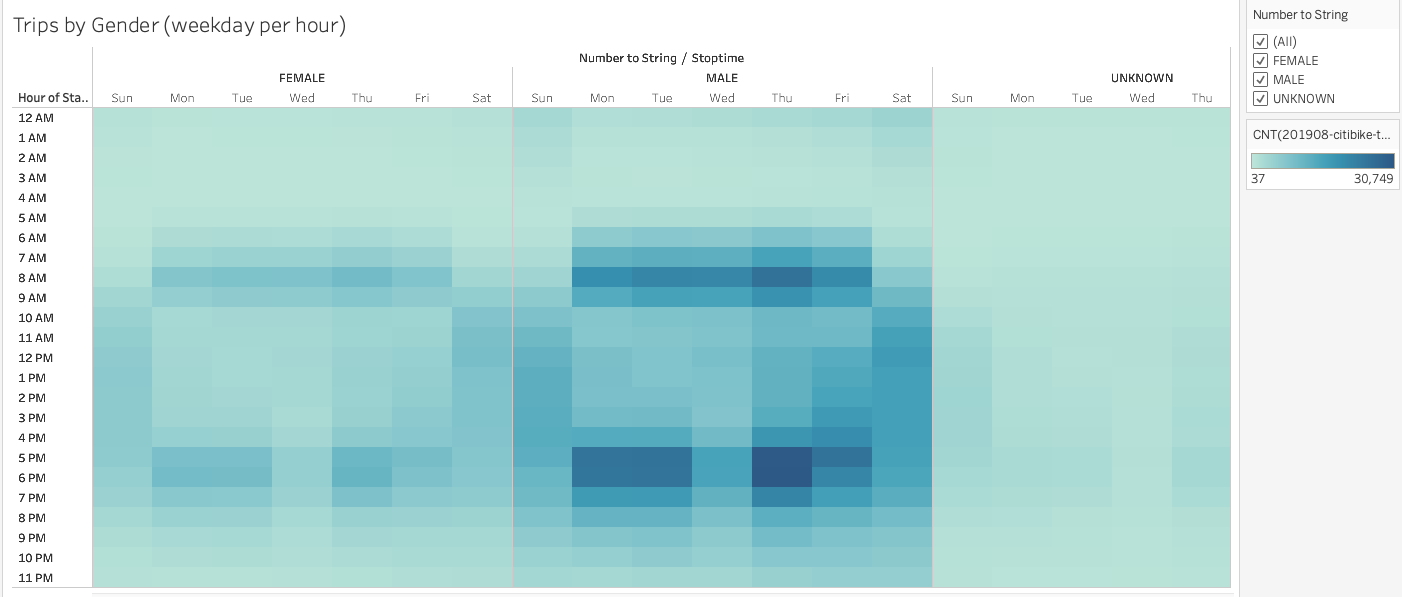 Trips by Gender (weekday per hour)
Number to String / Stoptime
FEMALE MALE UNKNOWN
Hour of Sta.. Sun Mon Tue Wed Thu Fri Sat Sun Mon Tue Wed Thu Fri Sat Sun Mon Tue Wed Thu
12 AM
1 AM
2 AM
3 AM
4 AM
5 AM
6 AM
7 AM
8 AM
9 AM
10 AM
11 AM
12 PM
1 PM
2 PM
3 PM
4 PM
5 PM
6 PM
7 PM
8 PM
9 PM
10 PM
11 PM
Number to String
(All)
FEMALE
MALE
UNKNOWN
CNT(201908-citibike-t...
37 30,749